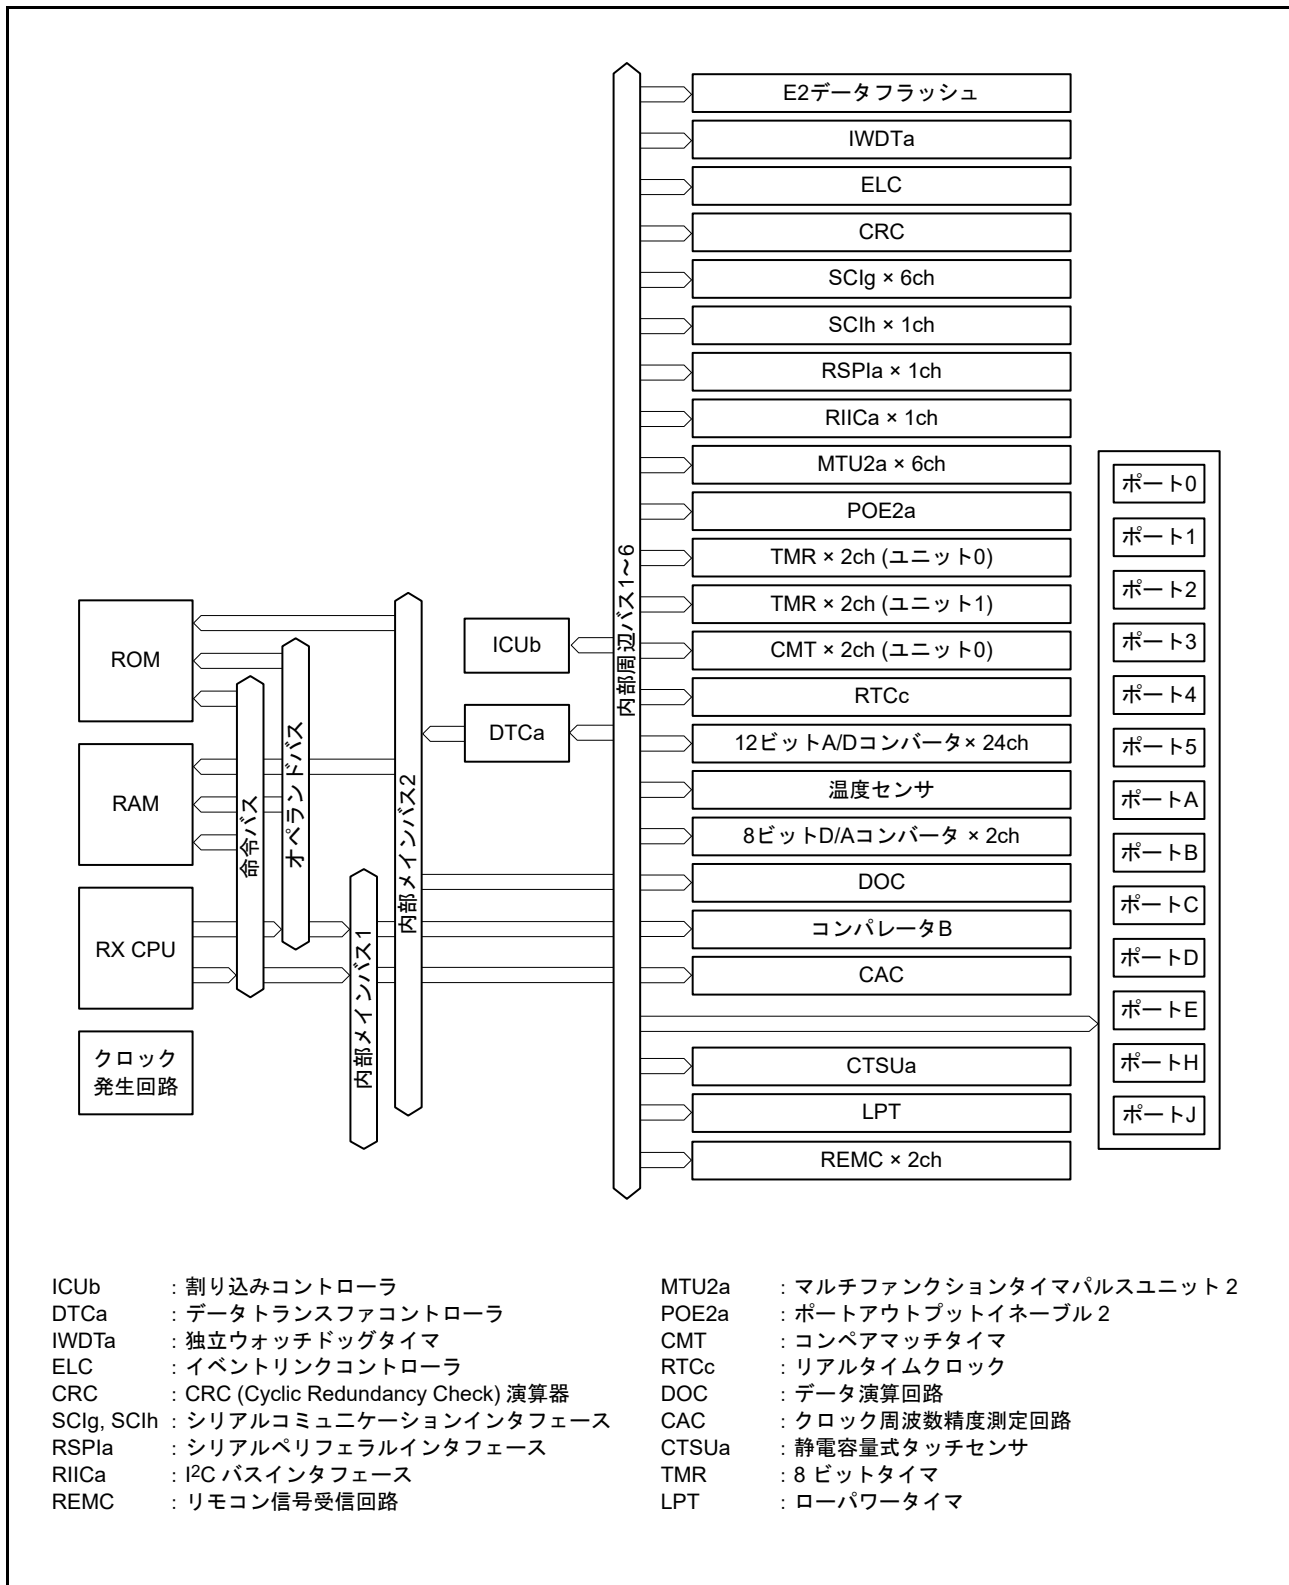 E2データフラッシュ
IWDTa
ELC
CRC
SCIg × 6ch
SCIh × 1ch
RSPIa × 1ch
RIICa × 1ch
MTU2a × 6ch
POE2a
TMR × 2ch (ユニット0)
TMR × 2ch (ユニット1)
CMT × 2ch (ユニット0)
RTCc
12ビットA/Dコンバータ× 24ch
温度センサ
8ビットD/Aコンバータ × 2ch
DOC
コンパレータB
CAC
CTSUa
LPT
REMC × 2ch
ポート0
ポート1
ポート2
ポート3
ポート4
ポート5
ポートA
ポートB
ポートC
ポートD
ポートE
ポートH
ポートJ
内部周辺バス1～6
ICUb
DTCa
ROM
RAM
RX CPU
クロック
発生回路
命令バス
オペランドバス
内部メインバス1
内部メインバス2
ICUb : 割り込みコントローラ
DTCa : データトランスファコントローラ
IWDTa : 独立ウォッチドッグタイマ
ELC : イベントリンクコントローラ
CRC : CRC (Cyclic Redundancy Check) 演算器
SCIg, SCIh : シリアルコミュニケーションインタフェース
RSPIa : シリアルペリフェラルインタフェース
RIICa : I²C バスインタフェース
REMC : リモコン信号受信回路
MTU2a : マルチファンクションタイマパルスユニット 2
POE2a : ポートアウトプットイネーブル 2
CMT : コンペアマッチタイマ
RTCc : リアルタイムクロック
DOC : データ演算回路
CAC : クロック周波数精度測定回路
CTSUa : 静電容量式タッチセンサ
TMR : 8 ビットタイマ
LPT : ローパワータイマ